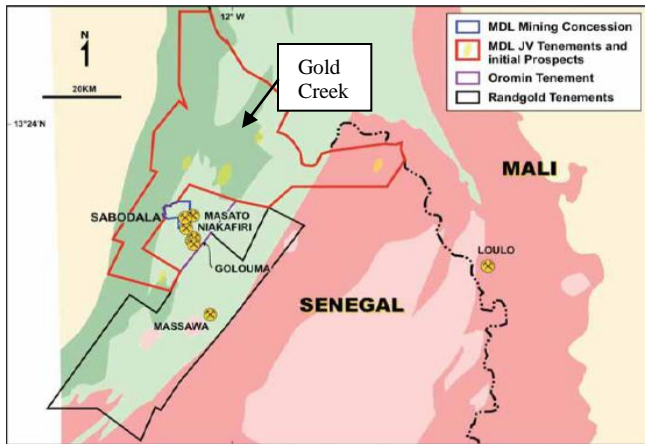 12° W
N
20KM
13°24'N
Gold
Creek
MDL Mining Concession
MDL JV Tenements and
initial Prospects
Oromin Tenement
Randgold Tenements
MALI
SABODALA
MASATO
NIAKAFIRI
GOLOUMA
LOULO
SENEGAL
MASSAWA